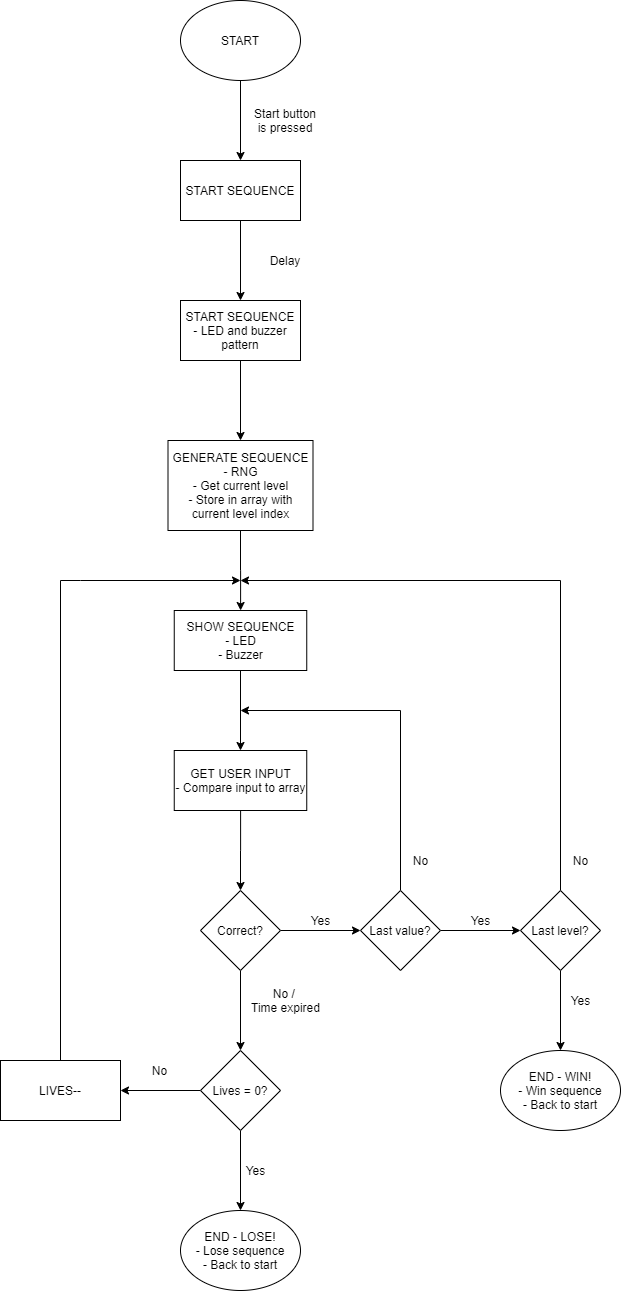 START
Start button
is pressed
START SEQUENCE
Delay
START SEQUENCE
- LED and buzzer
pattern
GENERATE SEQUENCE
- RNG
- Get current level
- Store in array with
current level index
SHOW SEQUENCE
- LED
- Buzzer
GET USER INPUT
- Compare input to array
No
No
Correct?
Yes
Last value?
Yes
Last level?
No /
Time expired
Yes
LIVES--
No
Lives = 0?
END - WIN!
- Win sequence
- Back to start
Yes
END - LOSE!
- Lose sequence
- Back to start